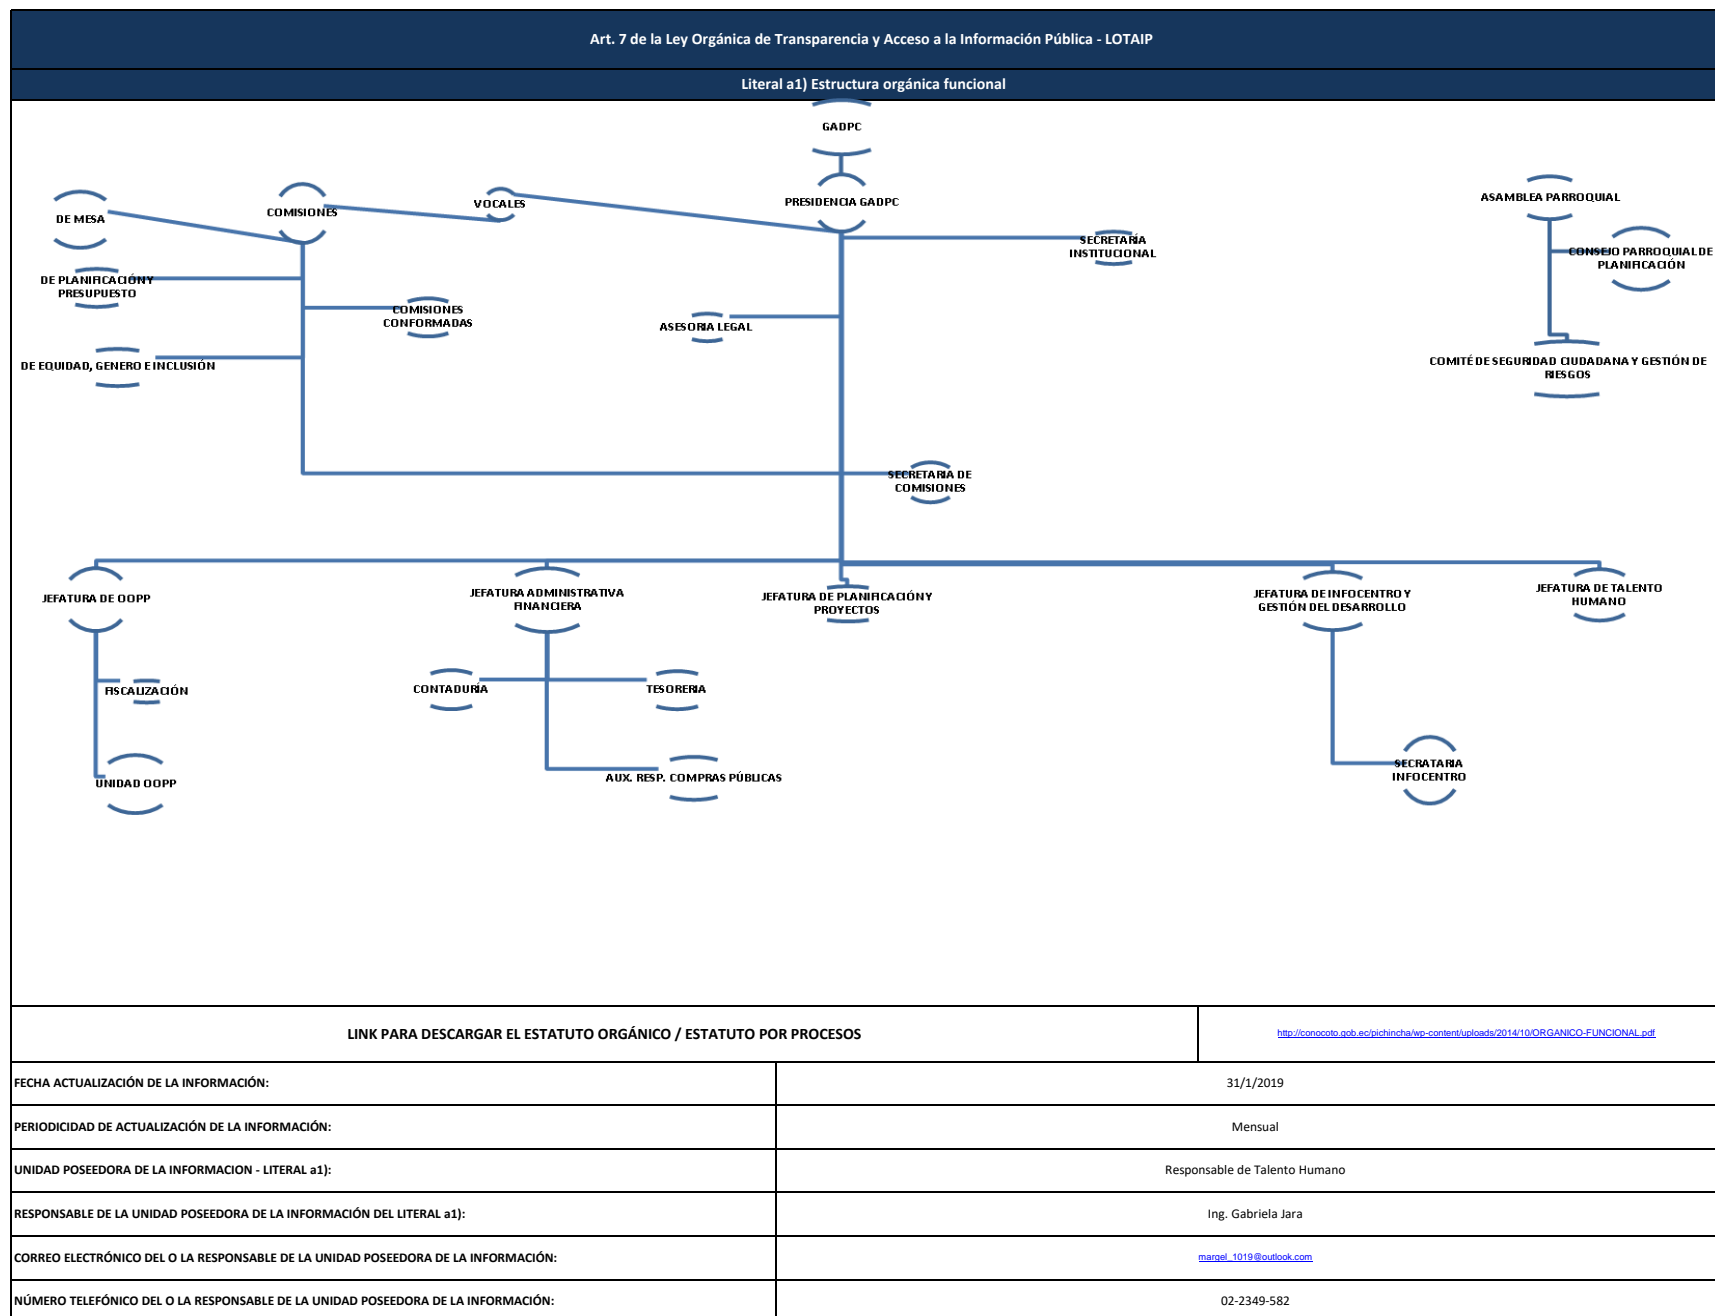 Art. 7 de la Ley Orgánica de Transparencia y Acceso a la Información Pública - LOTAIP
Literal a1) Estructura orgánica funcional
GADPC
PRESIDENCIA GADPC
VOCALES
COMISIONES
DE MESA
ASAMBLEA PARROQUIAL
SECRETARÍA
INSTITUCIONAL
CONSEJO PARROQUIAL DE
PLANIFICACIÓN
DE PLANIFICACIÓN Y
PRESUPUESTO
COMISIONES
CONFORMADAS
ASESORIA LEGAL
DE EQUIDAD, GENERO E INCLUSIÓN
COMITÉ DE SEGURIDAD CIUDADANA Y GESTIÓN DE
RIESGOS
SECRETARIA DE
COMISIONES
JEFATURA DE OOPP
JEFATURA ADMINISTRATIVA
FINANCIERA
JEFATURA DE PLANIFICACIÓN Y
PROYECTOS
JEFATURA DE INFOCENTRO Y
GESTIÓN DEL DESARROLLO
JEFATURA DE TALENTO
HUMANO
FISCALIZACIÓN
CONTADURÍA
TESORERIA
UNIDAD OOPP
AUX. RESP. COMPRAS PÚBLICAS
SECRATARIA
INFOCENTRO
LINK PARA DESCARGAR EL ESTATUTO ORGÁNICO / ESTATUTO POR PROCESOS
http://conocoto.gob.ec/pichincha/wp-content/uploads/2014/10/ORGANICO-FUNCIONAL.pdf
FECHA ACTUALIZACIÓN DE LA INFORMACIÓN:
31/1/2019
PERIODICIDAD DE ACTUALIZACIÓN DE LA INFORMACIÓN:
Mensual
UNIDAD POSEEDORA DE LA INFORMACION - LITERAL a1):
Responsable de Talento Humano
RESPONSABLE DE LA UNIDAD POSEEDORA DE LA INFORMACIÓN DEL LITERAL a1):
Ing. Gabriela Jara
CORREO ELECTRÓNICO DEL O LA RESPONSABLE DE LA UNIDAD POSEEDORA DE LA INFORMACIÓN:
margel_1019@outlook.com
NÚMERO TELEFÓNICO DEL O LA RESPONSABLE DE LA UNIDAD POSEEDORA DE LA INFORMACIÓN:
02-2349-582